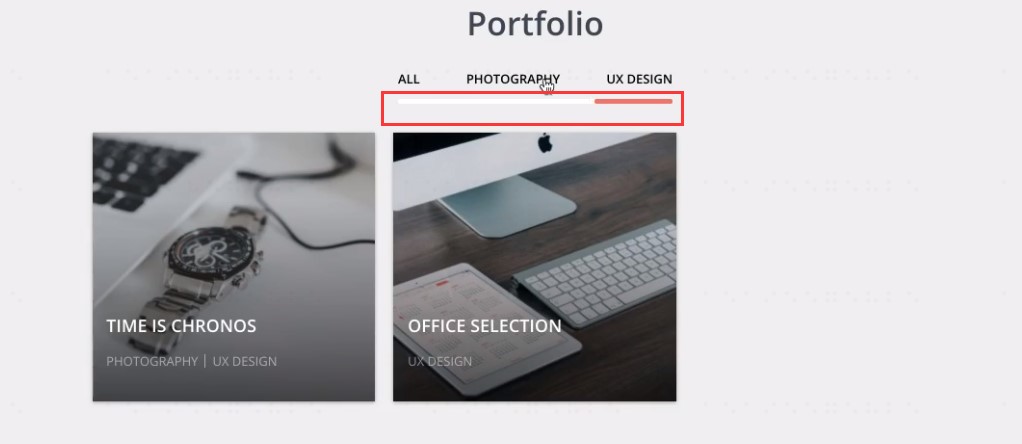 Portfolio
ALL PHOTOGRAPHY UX DESIGN
TIME IS CHRONOS
PHOTOGRAPHY | UX DESIGN
OFFICE SELECTION
UX DESIGN